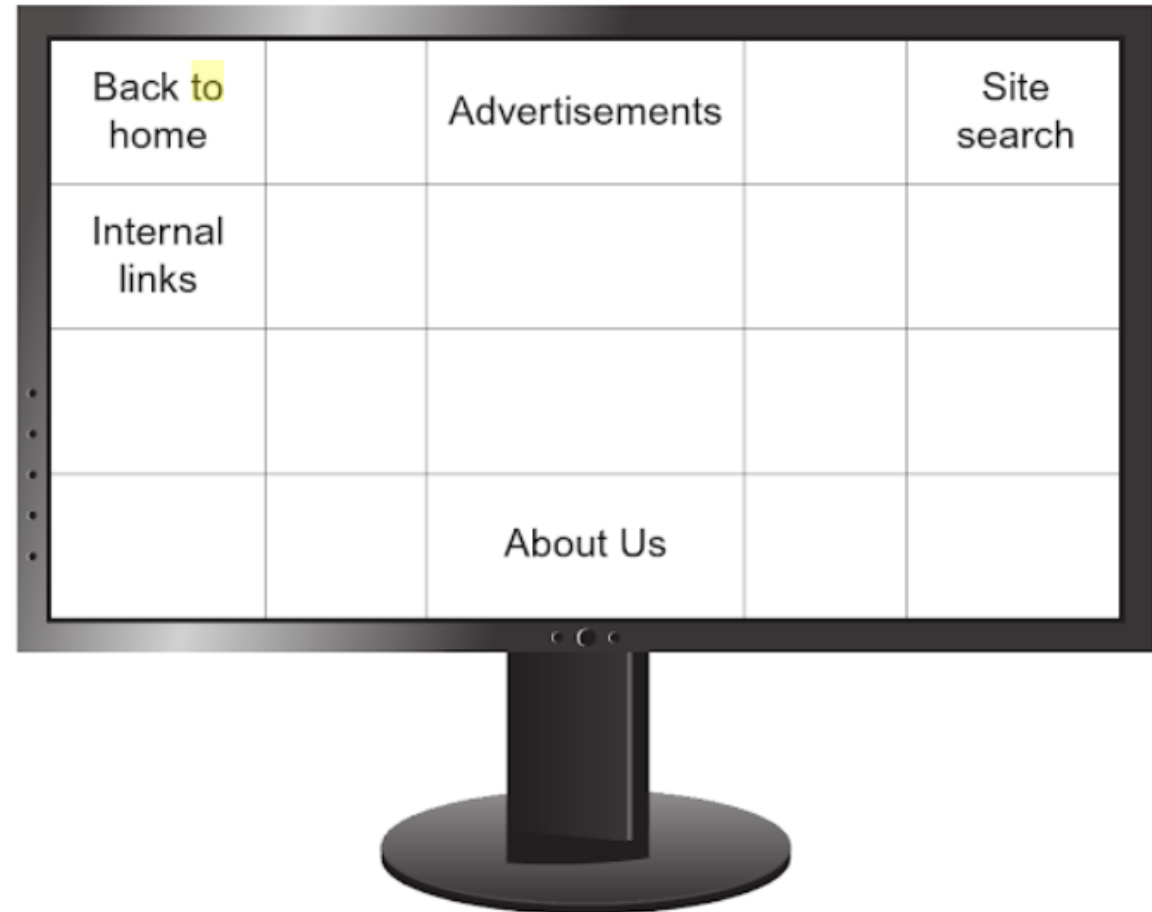 Back to
home
Advertisements
Site
search
Internal
links
About Us